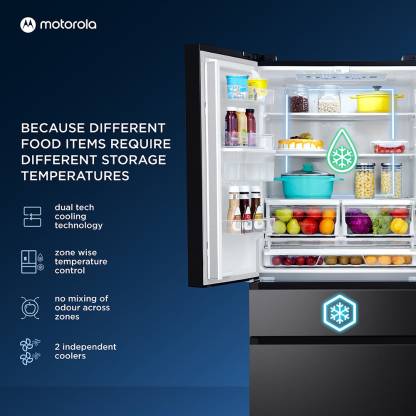 motorola
BECAUSE DIFFERENT
FOOD ITEMS REQUIRE
DIFFERENT STORAGE
TEMPERATURES
dual tech
cooling
technology
zone wise
temperature
control
no mixing of
odour across
zones
2 independent
coolers